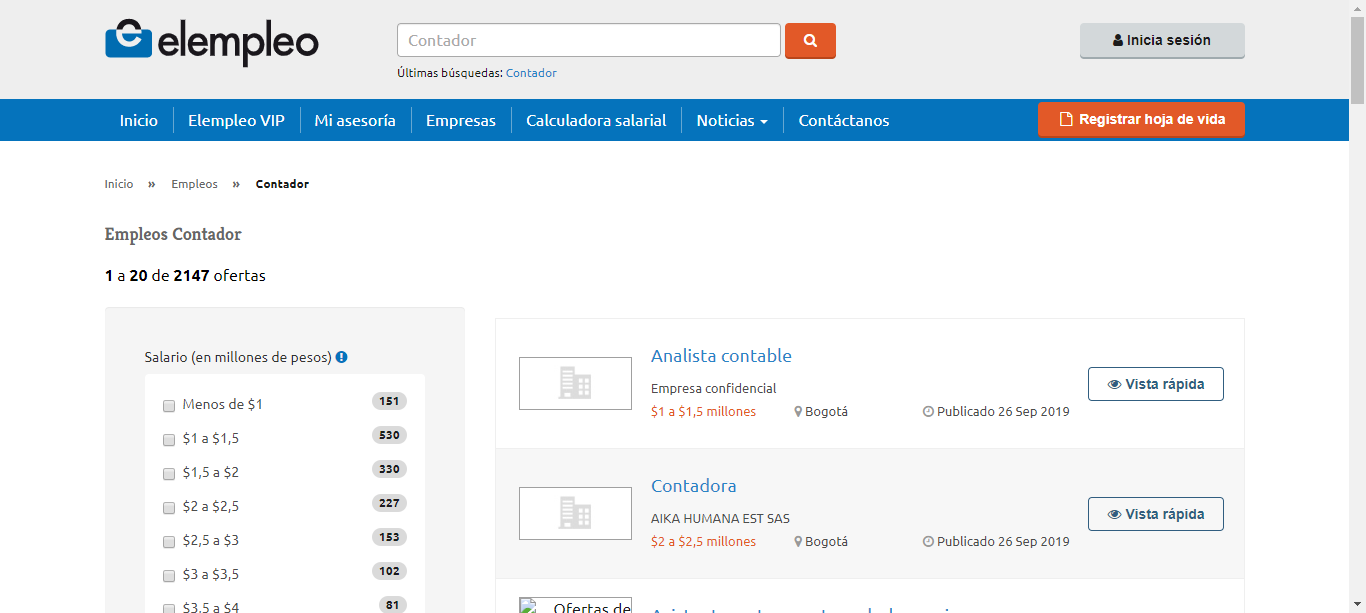 elempleo
Contador
Inicia sesión
Últimas búsquedas: Contador
Inicio Elempleo VIP Mi asesoría Empresas Calculadora salarial Noticias Contáctanos Registrar hoja de vida
Inicio » Empleos » Contador
Empleos Contador
1 a 20 de 2147 ofertas
Salario (en millones de pesos)
Menos de $1 151
$1 a $1,5 530
$1,5 a $2 330
$2 a $2,5 227
$2,5 a $3 153
$3 a $3,5 102
$3,5 a $4 81
Analista contable
Empresa confidencial
$1 a $1,5 millones Bogotá Publicado 26 Sep 2019
Vista rápida
Contadora
AIKA HUMANA EST SAS
$2 a $2,5 millones Bogotá Publicado 26 Sep 2019
Vista rápida
Ofertas de